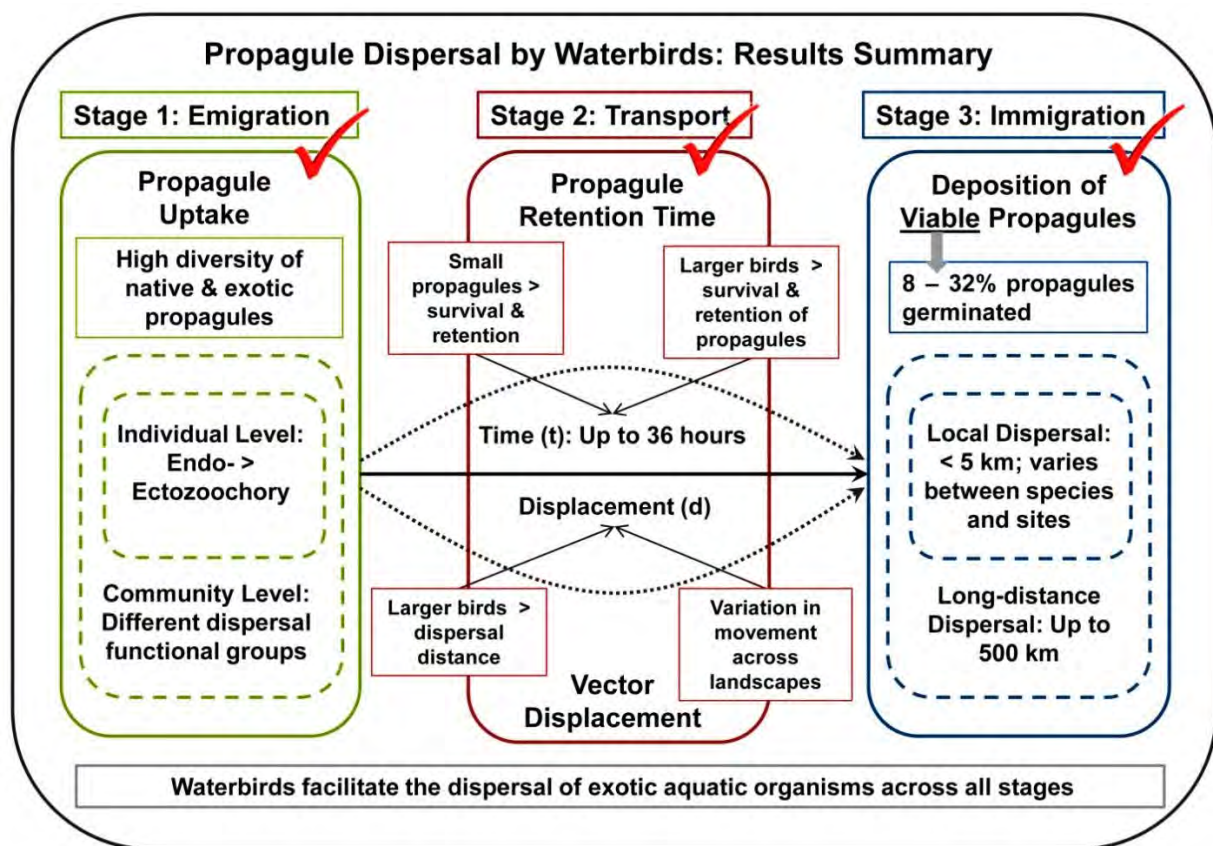 Propagule Dispersal by Waterbirds: Results Summary
Stage 1: Emigration
Propagule
Uptake
High diversity of
native & exotic
propagules
Individual Level:
Endo- >
Ectozoochory
Community Level:
Different dispersal
functional groups
Stage 2: Transport
Propagule
Retention Time
Small
propagules >
survival &
retention
Larger birds >
survival &
retention of
propagules
Time (t): Up to 36 hours
Displacement (d)
Larger birds >
dispersal
distance
Variation in
movement
across
landscapes
Vector
Displacement
Stage 3: Immigration
Deposition of
Viable Propagules
8 – 32% propagules
germinated
Local Dispersal:
< 5 km; varies
between species
and sites
Long-distance
Dispersal: Up to
500 km
Waterbirds facilitate the dispersal of exotic aquatic organisms across all stages